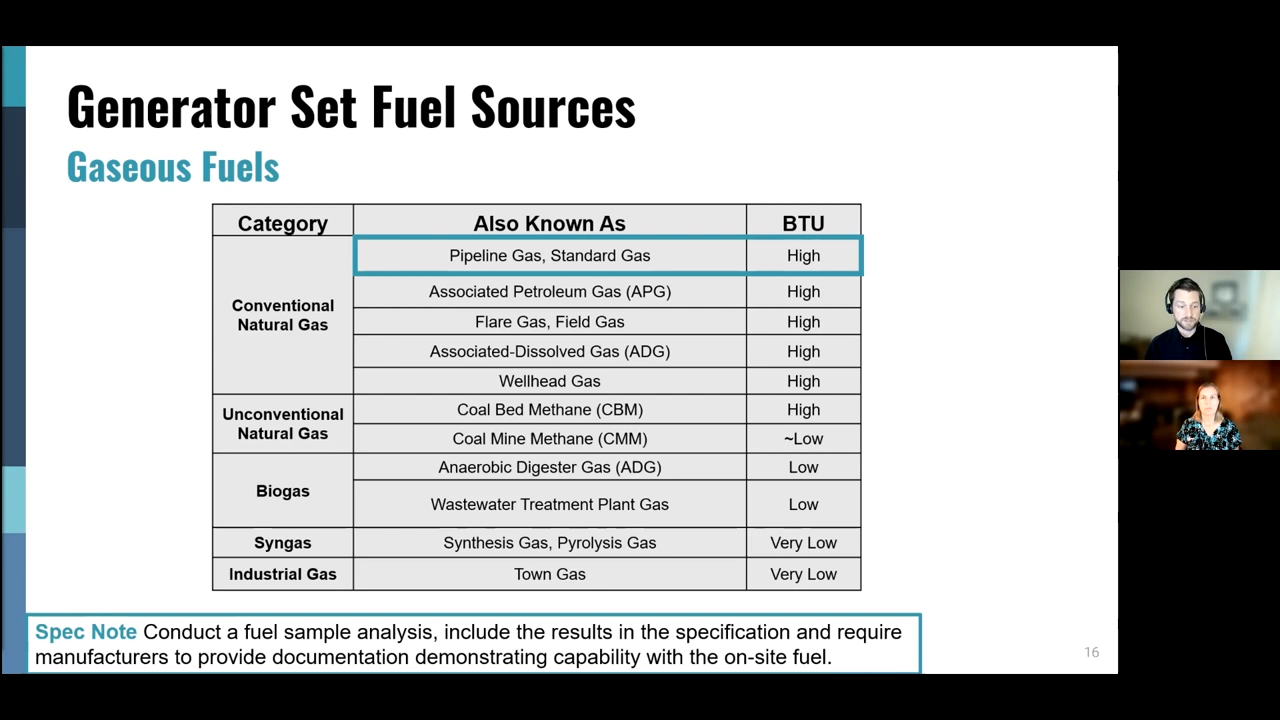 Generator Set Fuel Sources
Gaseous Fuels
Category Also Known As BTU
Conventional
Natural Gas
Pipeline Gas, Standard Gas High
Associated Petroleum Gas (APG) High
Flare Gas, Field Gas High
Associated-Dissolved Gas (ADG) High
Wellhead Gas High
Unconventional
Natural Gas
Coal Bed Methane (CBM) High
Coal Mine Methane (CMM) ~Low
Biogas
Anaerobic Digester Gas (ADG) Low
Wastewater Treatment Plant Gas Low
Syngas Synthesis Gas, Pyrolysis Gas Very Low
Industrial Gas Town Gas Very Low
Spec Note Conduct a fuel sample analysis, include the results in the specification and require
manufacturers to provide documentation demonstrating capability with the on-site fuel.
16